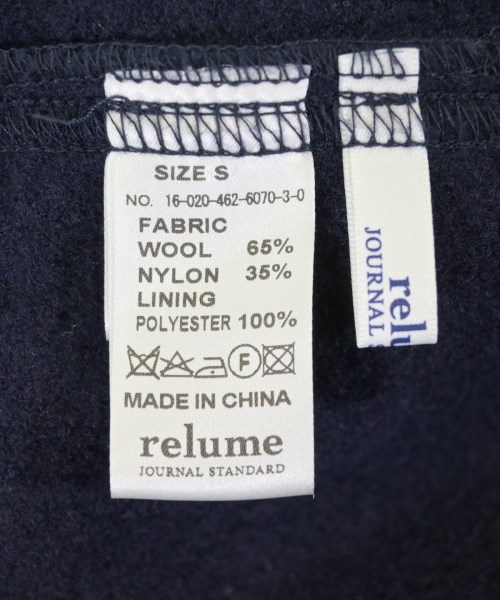 SIZE S
NO. 16-020-462-6070-3-0
FABRIC
WOOL 65%
NYLON 35%
LINING
POLYESTER 100%
F
MADE IN CHINA
relume
JOURNAL STANDARD
relume
JOURNAL S